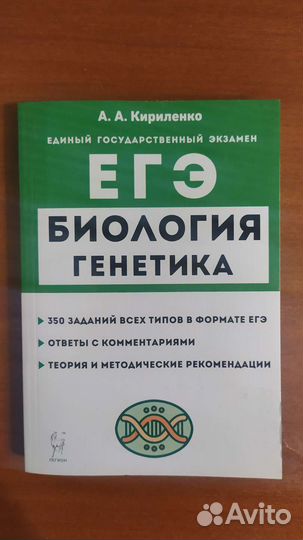 А. А. Кириленко
ЕДИНЫЙ ГОСУДАРСТВЕННЫЙ ЭКЗАМЕН
ЕГЭ
БИОЛОГИЯ
ГЕНЕТИКА
350 ЗАДАНИЙ ВСЕХ ТИПОВ В ФОРМАТЕ ЕГЭ
ОТВЕТЫ С КОММЕНТАРИЯМИ
ТЕОРИЯ И МЕТОДИЧЕСКИЕ РЕКОМЕНДАЦИИ
ЛЕГИОН
Avito